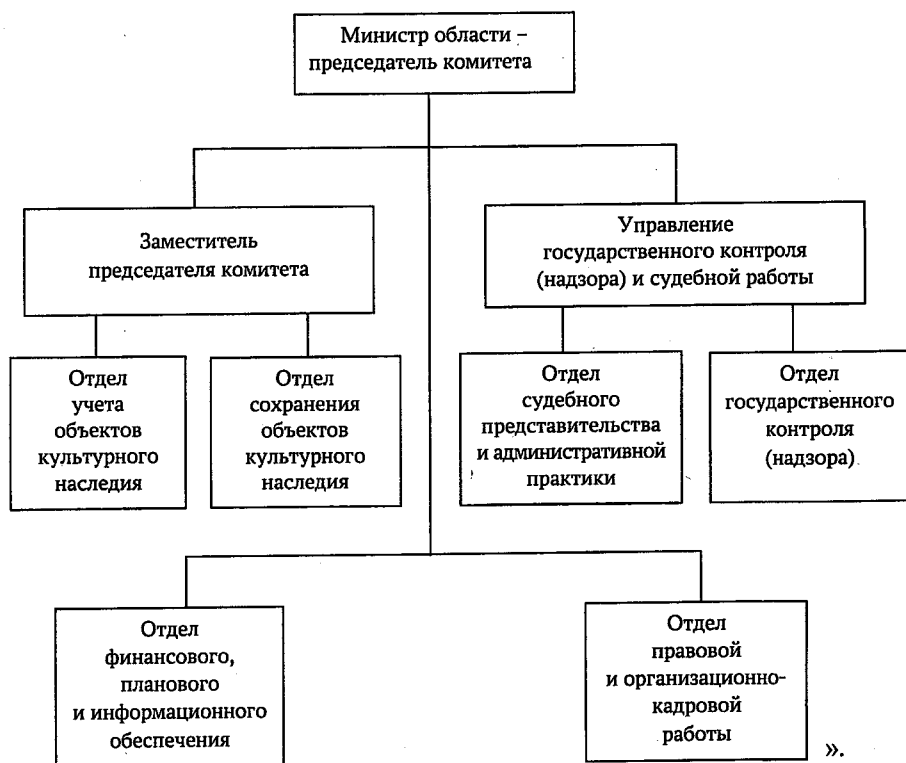 Министр области –
председатель комитета
Заместитель
председателя комитета
Управление
государственного контроля
(надзора) и судебной работы
Отдел
учета
объектов
культурного
наследия
Отдел
сохранения
объектов
культурного
наследия
Отдел
судебного
представительства
и административной
практики
Отдел
государственного
контроля
(надзора)
Отдел
финансового,
планового
и информационного
обеспечения
Отдел
правовой
и организационно-
кадровой
работы
».